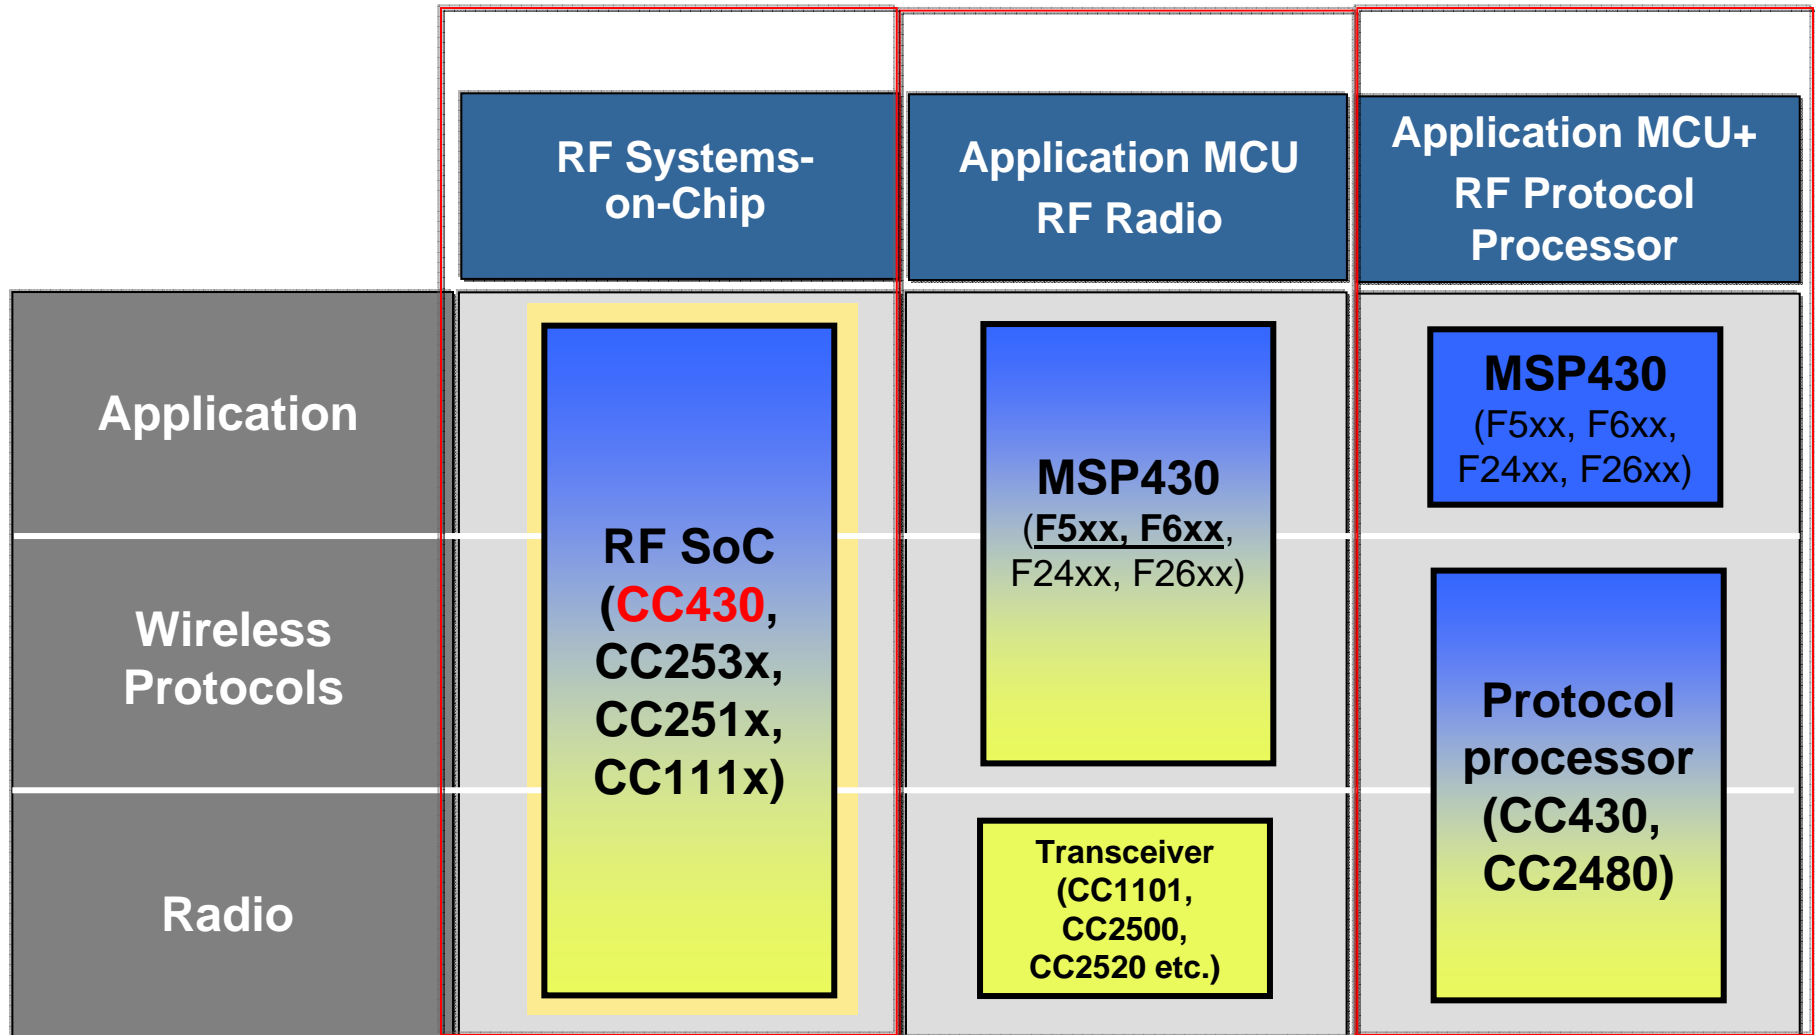 RF Systems-
on-Chip
Application MCU
RF Radio
Application MCU+
RF Protocol
Processor
Application
Wireless
Protocols
Radio
RF SoC
(CC430,
CC253x,
CC251x,
CC111x)
MSP430
(F5xx, F6xx,
F24xx, F26xx)
Transceiver
(CC1101,
CC2500,
CC2520 etc.)
MSP430
(F5xx, F6xx,
F24xx, F26xx)
Protocol
processor
(CC430,
CC2480)